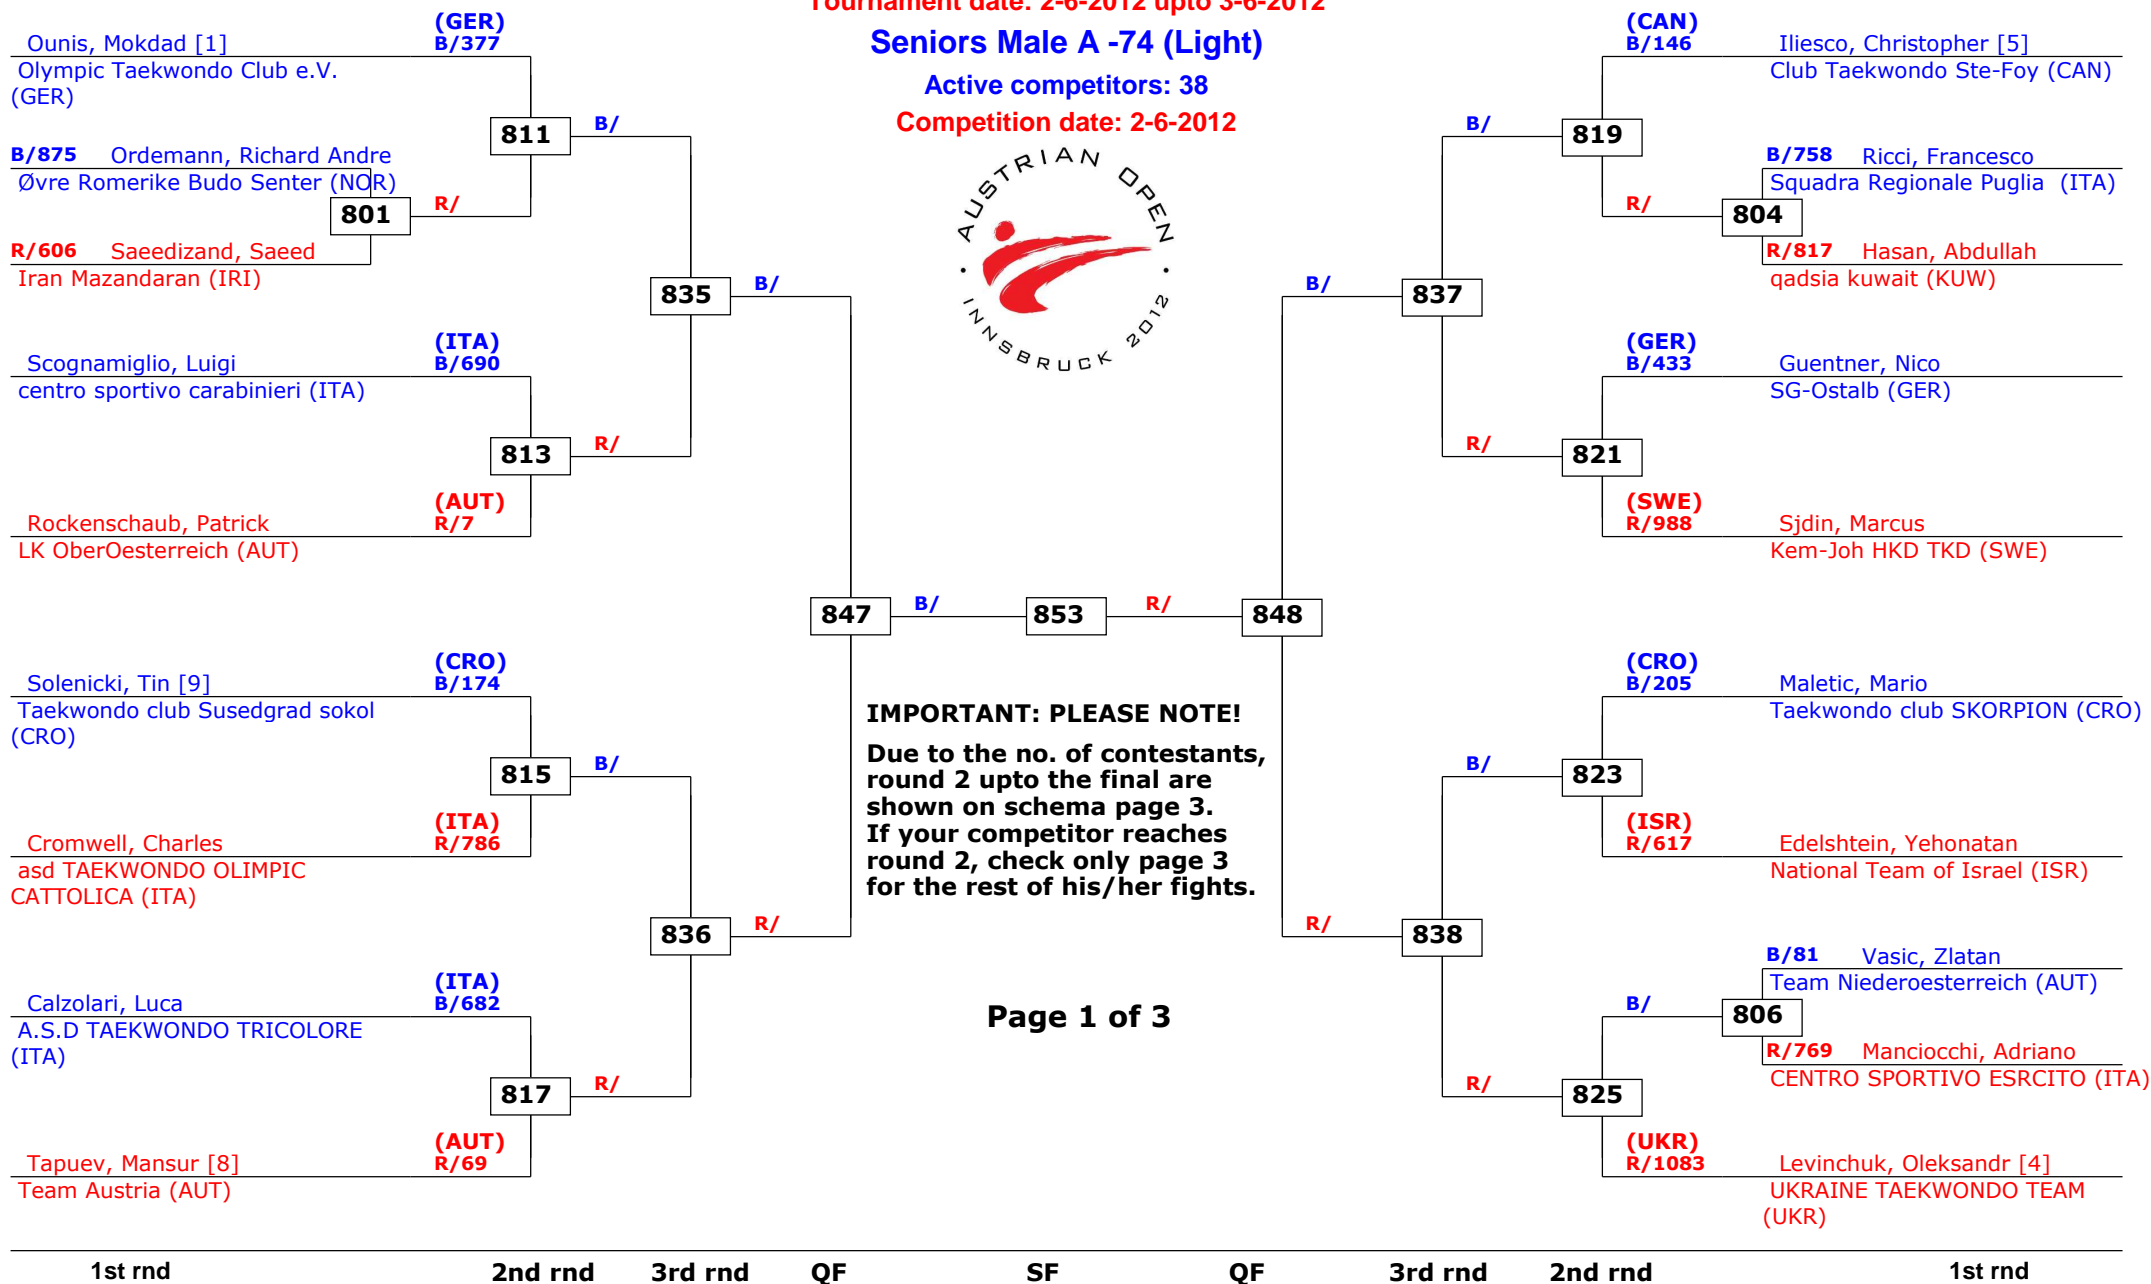 Tournament date: 2-6-2012 upto 3-6-2012
Seniors Male A -74 (Light)
Active competitors: 38
Competition date: 2-6-2012
AUSTRIAN OPEN
· INNSBRUCK 2012 ·
(GER)
Ounis, Mokdad [1] B/377
Olympic Taekwondo Club e.V.
(GER)
811
B/
B/875 Ordemann, Richard Andre
Øvre Romerike Budo Senter (NOR)
801
R/
R/606 Saeedizand, Saeed
Iran Mazandaran (IRI)
835
B/
(ITA)
Scognamiglio, Luigi B/690
centro sportivo carabinieri (ITA)
813
R/
(AUT)
Rockenschaub, Patrick R/7
LK OberOesterreich (AUT)
847
B/
853
R/
848
(CRO)
Solenicki, Tin [9] B/174
Taekwondo club Susedgrad sokol
(CRO)
815
B/
(ITA)
Cromwell, Charles R/786
asd TAEKWONDO OLIMPIC
CATTOLICA (ITA)
836
R/
(ITA)
Calzolari, Luca B/682
A.S.D TAEKWONDO TRICOLORE
(ITA)
817
R/
(AUT)
Tapuev, Mansur [8] R/69
Team Austria (AUT)
IMPORTANT: PLEASE NOTE!
Due to the no. of contestants,
round 2 upto the final are
shown on schema page 3.
If your competitor reaches
round 2, check only page 3
for the rest of his/her fights.
Page 1 of 3
(CAN)
B/146 Iliesco, Christopher [5]
Club Taekwondo Ste-Foy (CAN)
B/
819
B/758 Ricci, Francesco
Squadra Regionale Puglia (ITA)
R/
804
R/817 Hasan, Abdullah
qadsia kuwait (KUW)
B/
837
(GER)
B/433 Guentner, Nico
SG-Ostalb (GER)
R/
821
(SWE)
R/988 Sjdin, Marcus
Kem-Joh HKD TKD (SWE)
(CRO)
B/205 Maletic, Mario
Taekwondo club SKORPION (CRO)
B/
823
(ISR)
R/617 Edelshtein, Yehonatan
National Team of Israel (ISR)
R/
838
B/81 Vasic, Zlatan
Team Niederoesterreich (AUT)
B/
806
R/769 Manciocchi, Adriano
CENTRO SPORTIVO ESRCITO (ITA)
R/
825
(UKR)
R/1083 Levinchuk, Oleksandr [4]
UKRAINE TAEKWONDO TEAM
(UKR)
1st rnd 2nd rnd 3rd rnd QF SF QF 3rd rnd 2nd rnd 1st rnd